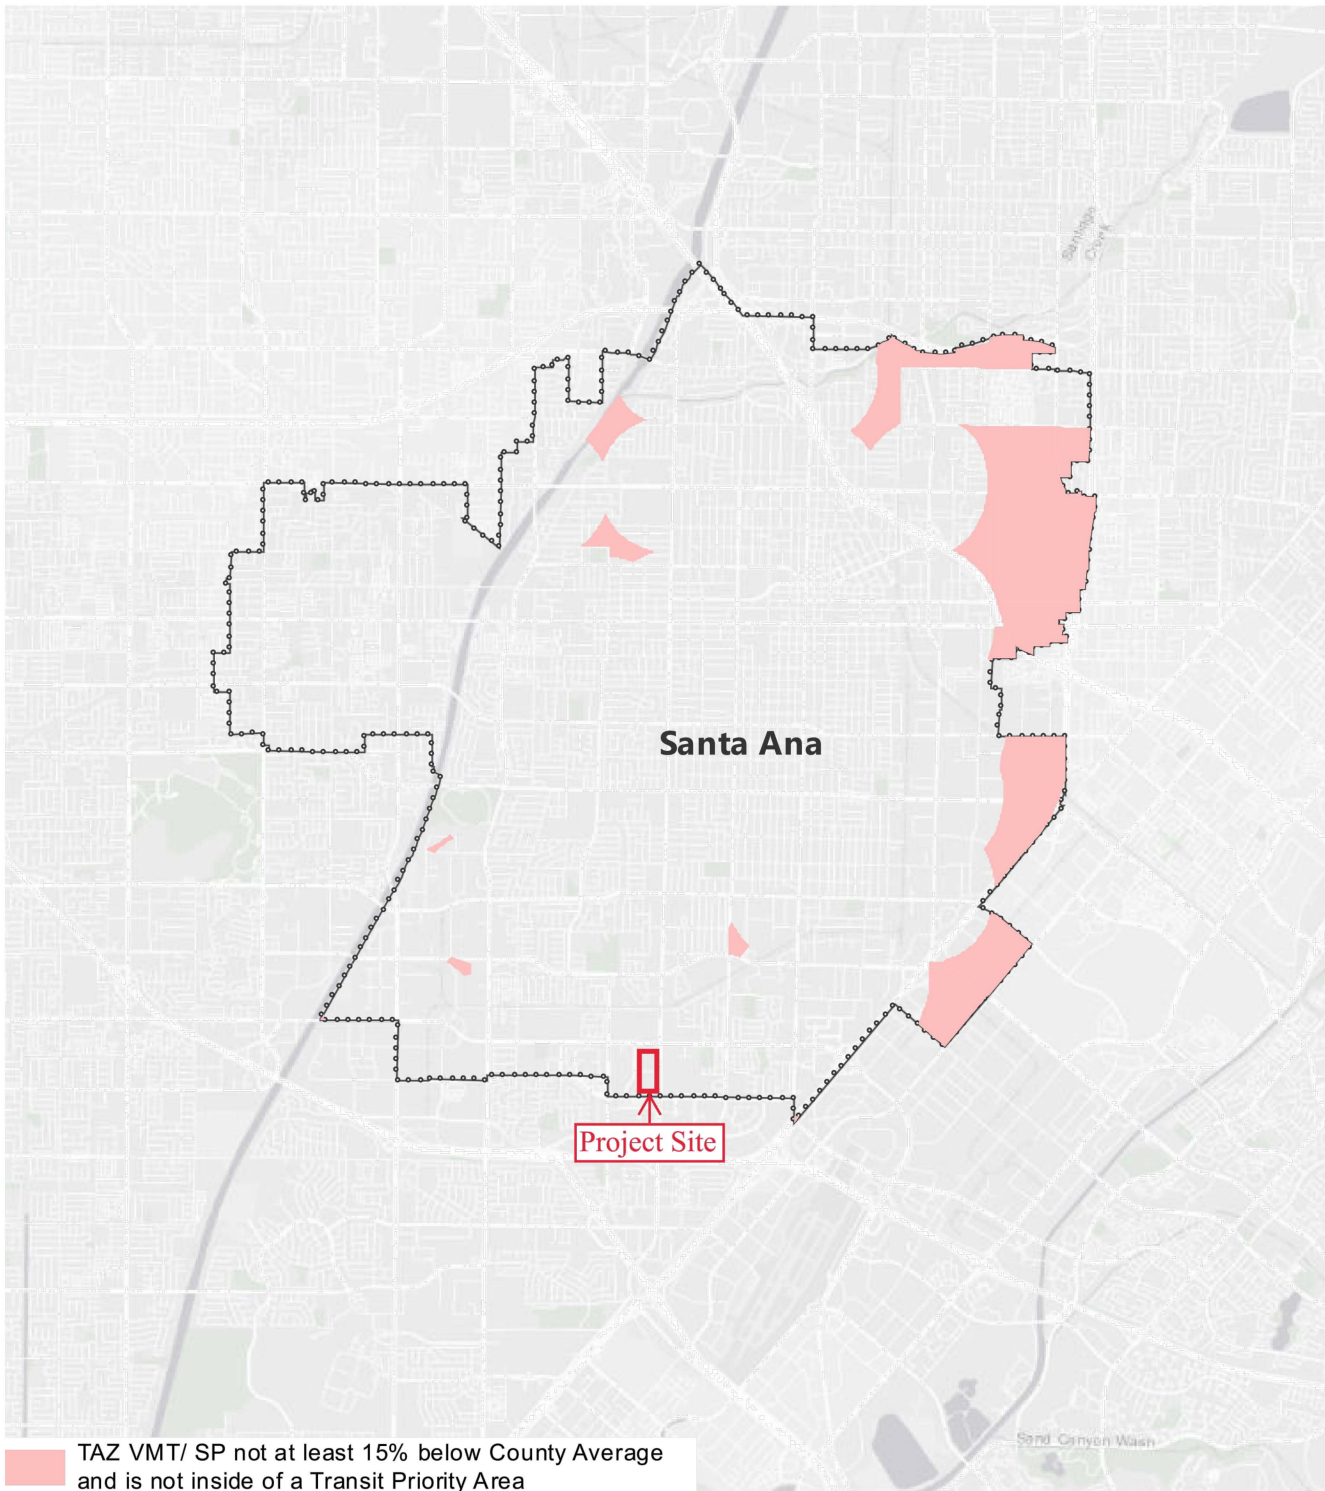 Santiago
Creek
Santa Ana
Project Site
Sand Canyon Wash
TAZ VMT/ SP not at least 15% below County Average
and is not inside of a Transit Priority Area